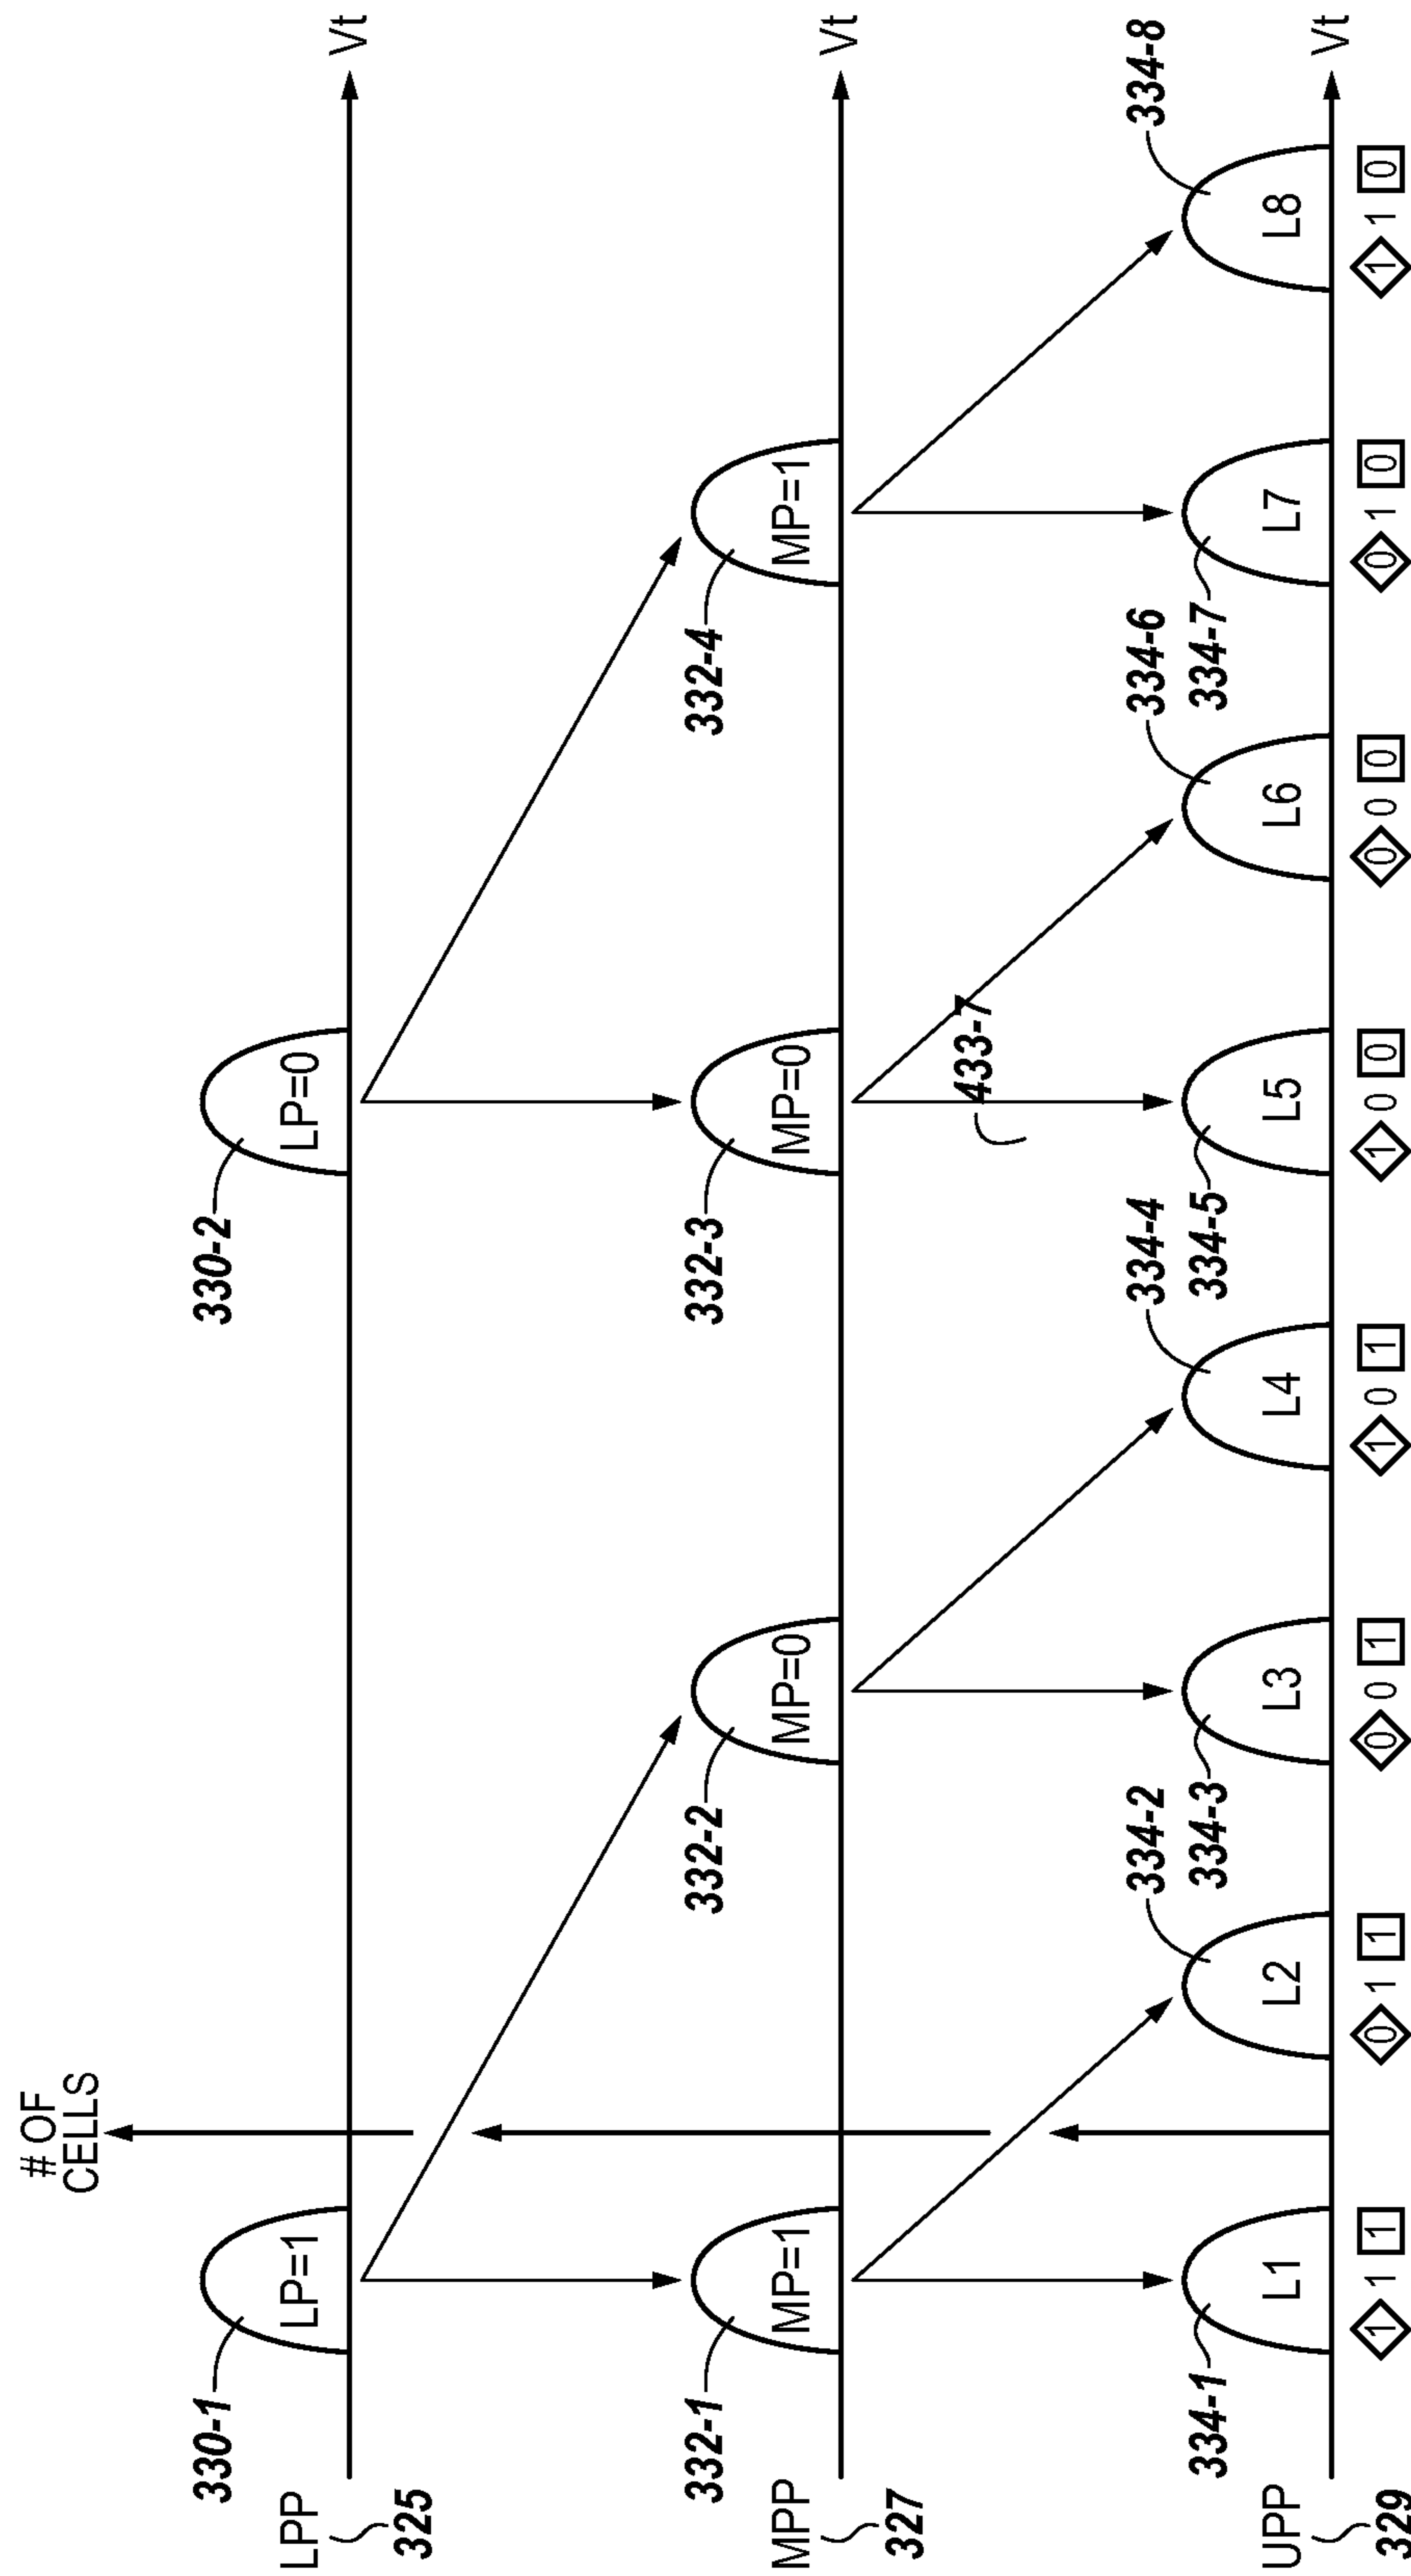 # OF
CELLS
330-1
LP=1
330-2
LP=0
Vt
LPP
325
332-1
MP=1
332-2
MP=0
332-3
MP=0
332-4
MP=1
Vt
MPP
327
433-7
334-2
334-4
334-6
334-8
334-1
334-3
334-5
334-7
L1
L2
L3
L4
L5
L6
L7
L8
Vt
UPP
329
1 1 1
0 1 1
0 0 1
1 0 1
1 0 0
0 0 0
0 1 0
1 1 0